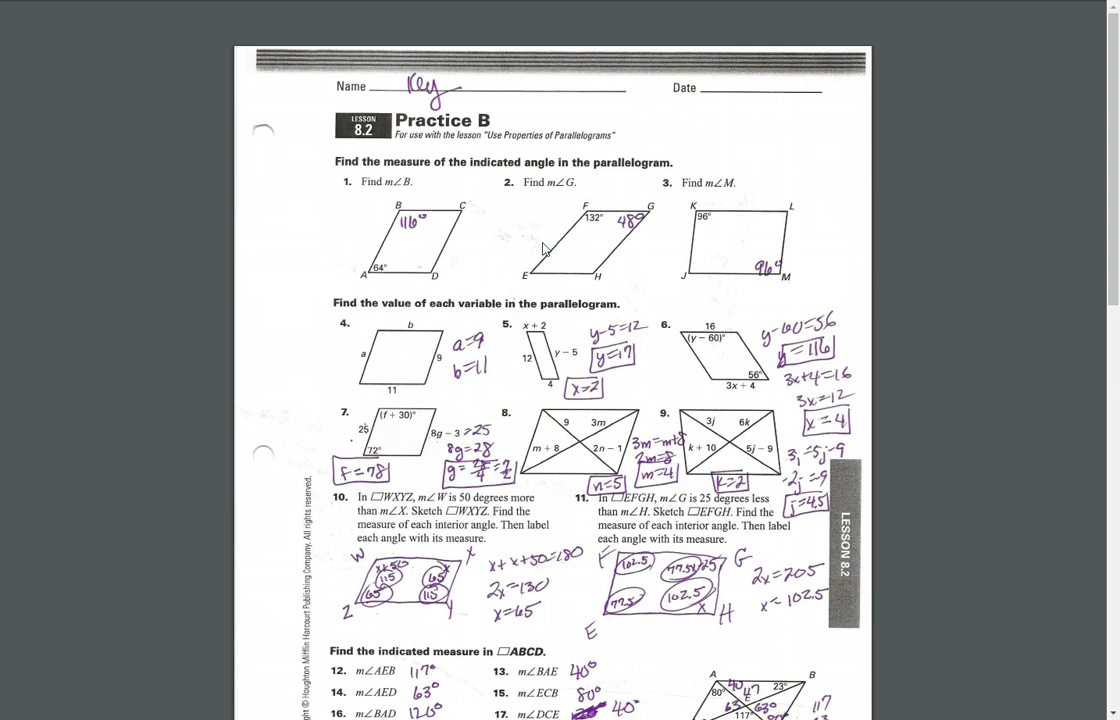 Name Key Date
LESSON 8.2 Practice B
For use with the lesson "Use Properties of Parallelograms"
Find the measure of the indicated angle in the parallelogram.
1. Find m∠B. 2. Find m∠G. 3. Find m∠M.
B C F G K L
116° 132° 48° 96°
64° 96°
A D E H J M
Find the value of each variable in the parallelogram.
4. b a 9 11 a=9 b=11
5. x + 2 12 y − 5 4 y-5=12 y=17 x=2
6. 16 (y − 60)° 56° 3x + 4 y-60=56 y=116 3x+4=16 3x=12 x=4
7. (f + 30)° 25 8g − 3 =25 72° 8g=28 f=78
8. 9 3m m + 8 2n − 1 3m=m+8 2m=8 m=4 n=5
9. 3j 6k k + 10 5j − 9 3j=5j-9 -2j=-9 j=4.5 k=2
10. In ▱WXYZ, m∠W is 50 degrees more
than m∠X. Sketch ▱WXYZ. Find the
measure of each interior angle. Then label
each angle with its measure.
11. In ▱EFGH, m∠G is 25 degrees less
than m∠H. Sketch ▱EFGH. Find the
measure of each interior angle. Then label
each angle with its measure.
W X x+50 x
115 65
65 115
Z Y
x+x+50=180
2x=130
x=65
F G
102.5 77.5 x-25
77.5 102.5 x
E H
2x=205
x=102.5
Find the indicated measure in ▱ABCD.
12. m∠AEB 117° 13. m∠BAE 40°
14. m∠AED 63° 15. m∠ECB 80°
16. m∠BAD 120° 17. m∠DCE 40°
A B
80° 40 117 23°
E
63 63°
117°
117
LESSON 8.2
ght © Houghton Mifflin Harcourt Publishing Company. All rights reserved.